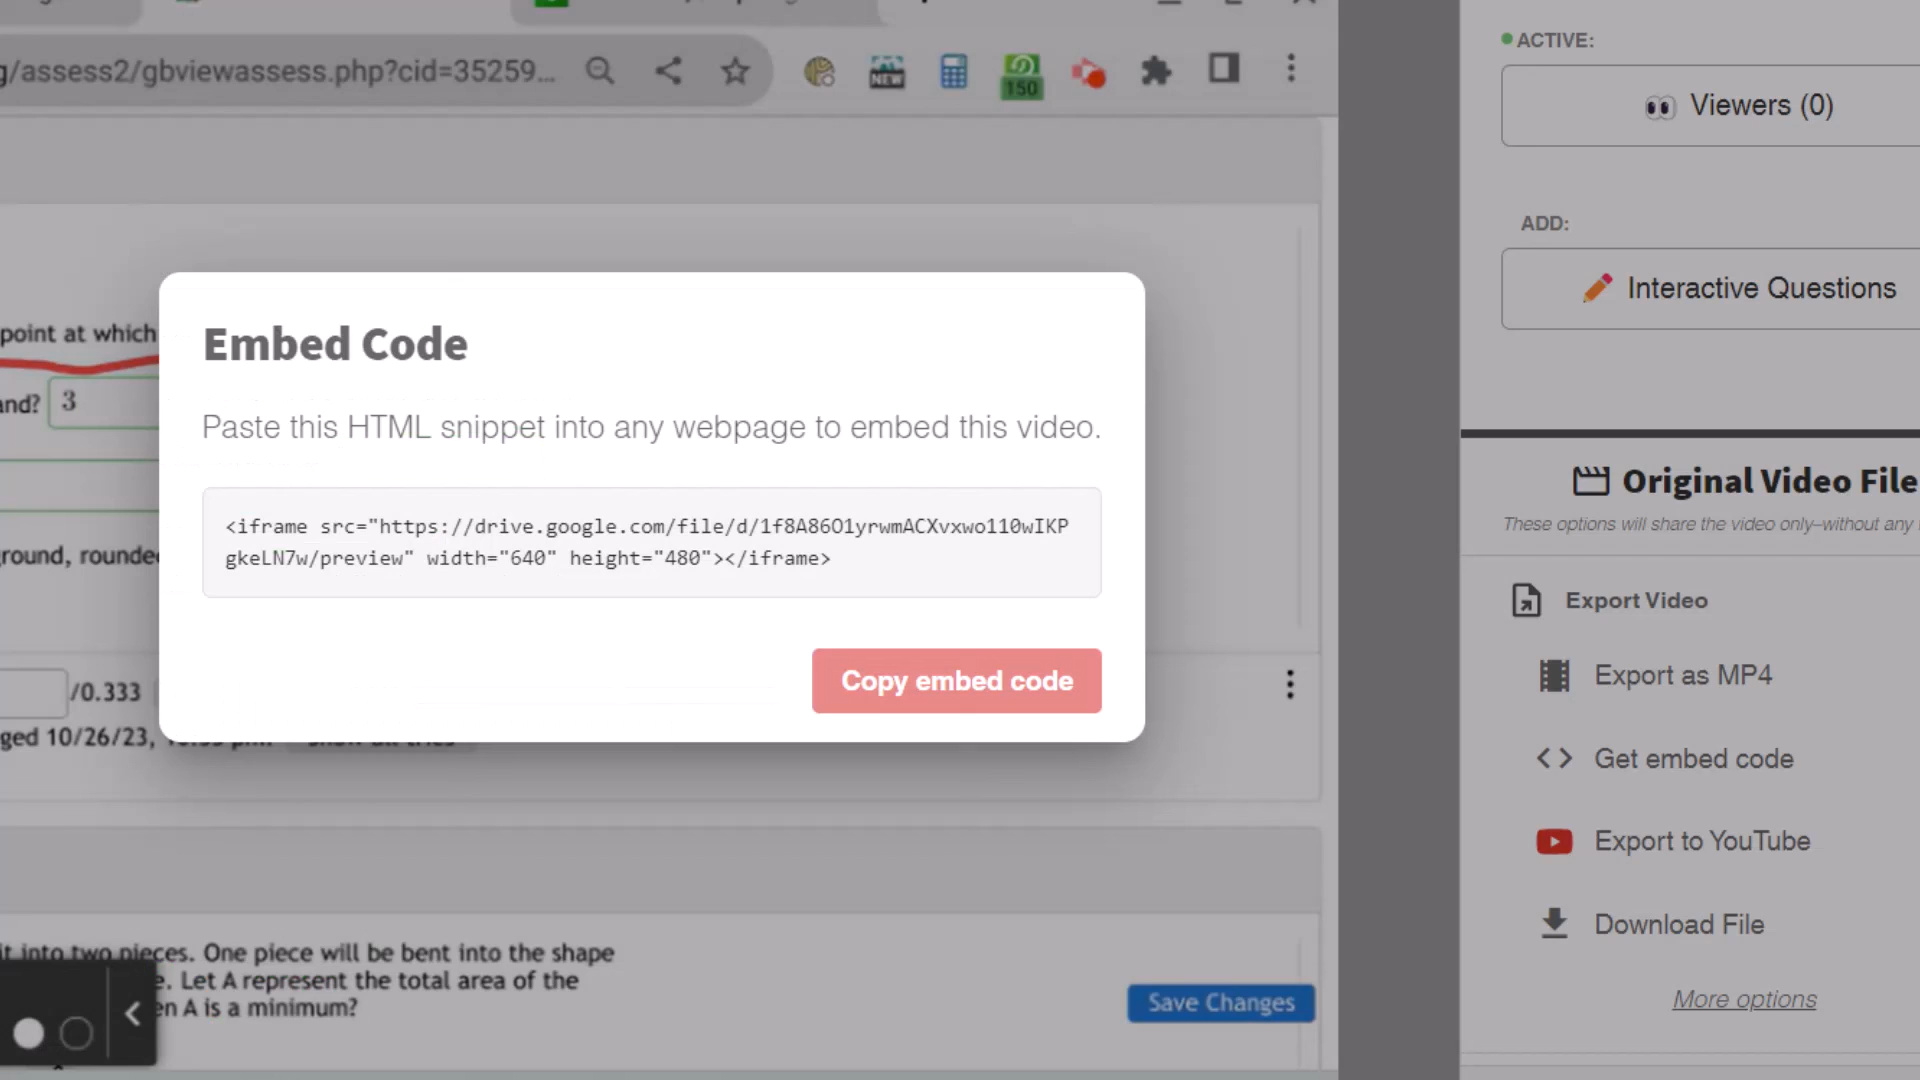 g/assess2/gbviewassess.php?cid=35259...
NEW
150
ACTIVE:
Viewers (0)
ADD:
Interactive Questions
point at which
and? 3
Embed Code
Paste this HTML snippet into any webpage to embed this video.
<iframe src="https://drive.google.com/file/d/1f8A86O1yrwmACXvxwo110wIKP
gkeLN7w/preview" width="640" height="480"></iframe>
Copy embed code
round, rounde
/0.333
ged 10/26/23,
Original Video File
These options will share the video only–without any
Export Video
Export as MP4
Get embed code
Export to YouTube
Download File
More options
it into two pieces. One piece will be bent into the shape
e. Let A represent the total area of the
en A is a minimum?
Save Changes